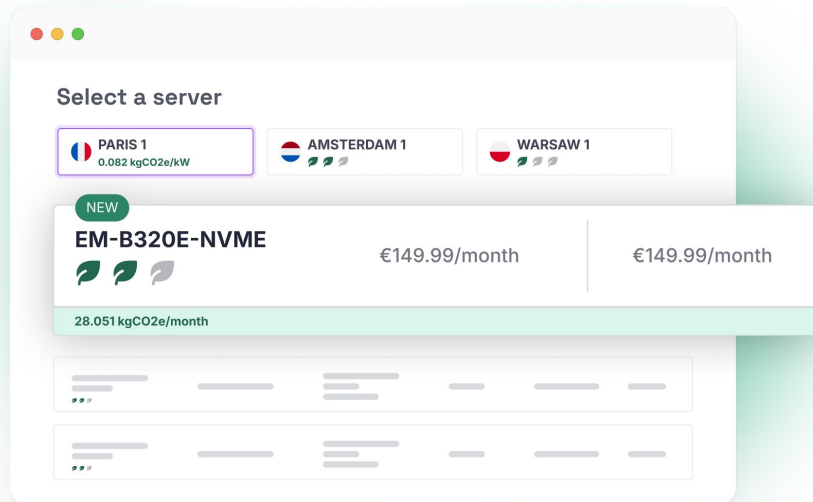 Select a server
PARIS 1
0.082 kgCO2e/kW
AMSTERDAM 1
WARSAW 1
NEW
EM-B320E-NVME
€149.99/month
€149.99/month
28.051 kgCO2e/month